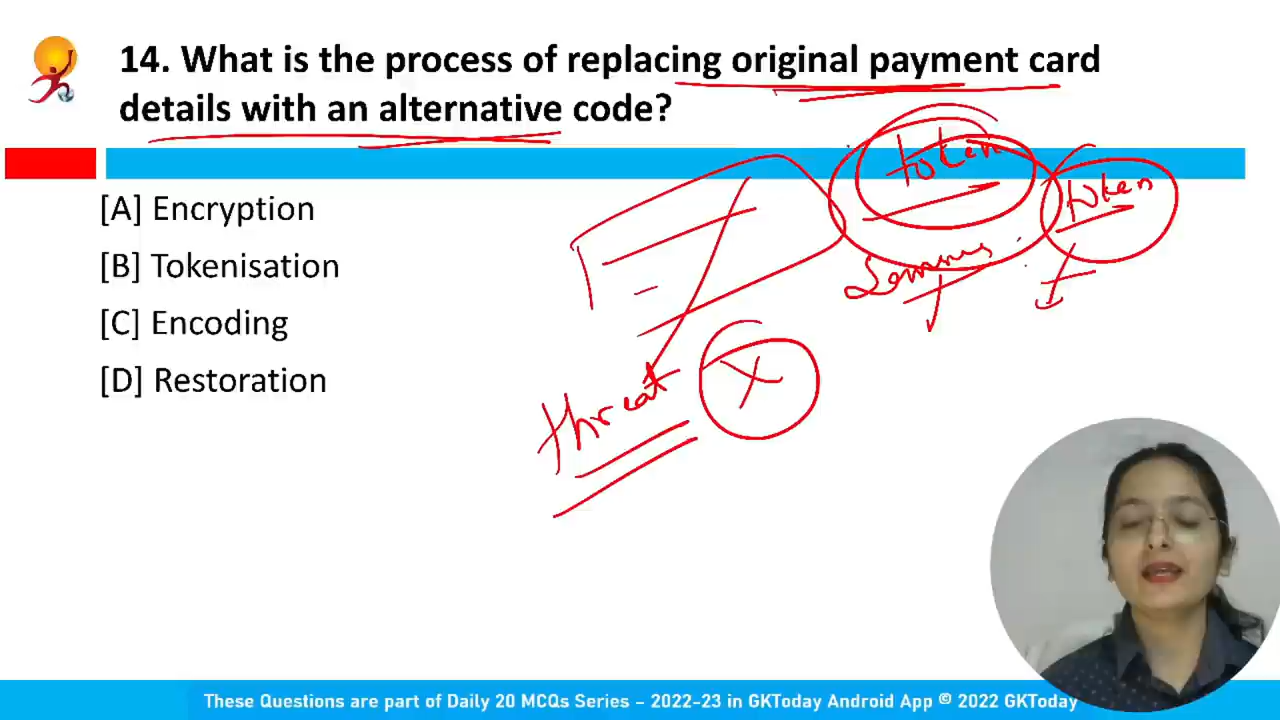 14. What is the process of replacing original payment card
details with an alternative code?
token
token
[A] Encryption
[B] Tokenisation
[C] Encoding
[D] Restoration
threat
These Questions are part of Daily 20 MCQs Series – 2022-23 in GKToday Android App © 2022 GKToday